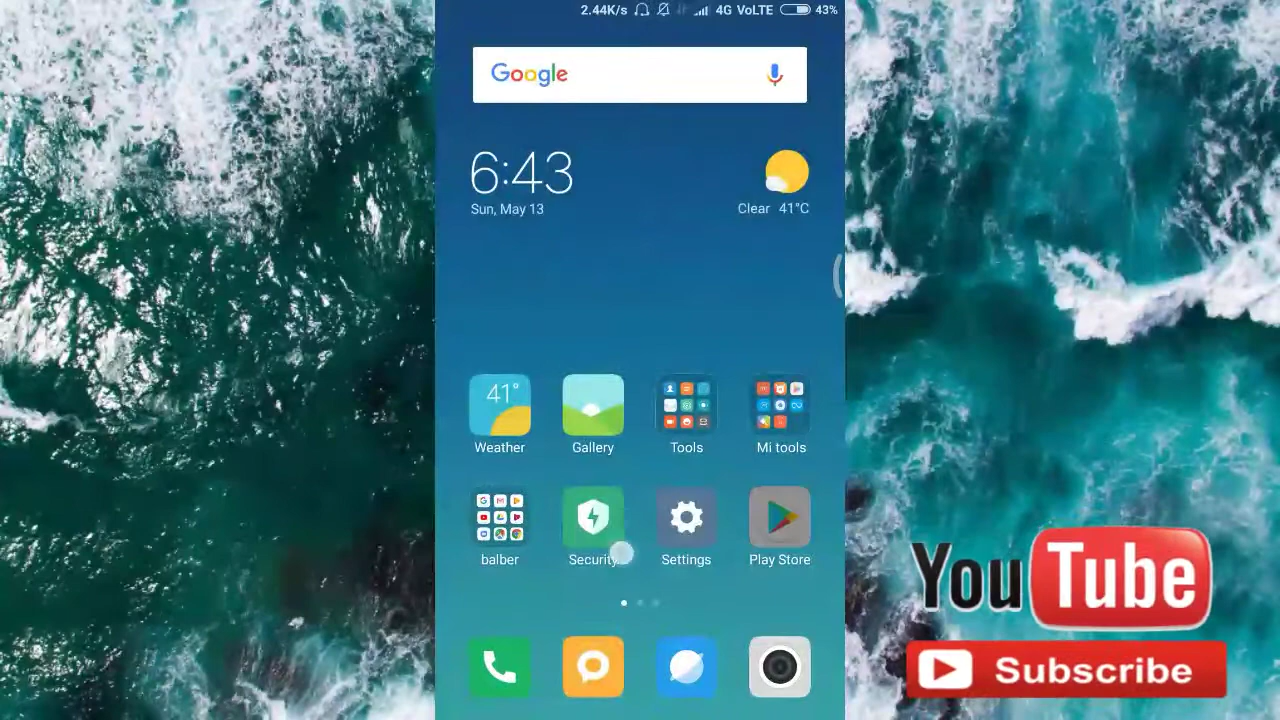 2.44K/s 4G VoLTE 43%
Google
6:43
Sun, May 13
Clear 41°C
41°
Weather Gallery Tools Mi tools
balber Security Settings Play Store
YouTube
Subscribe